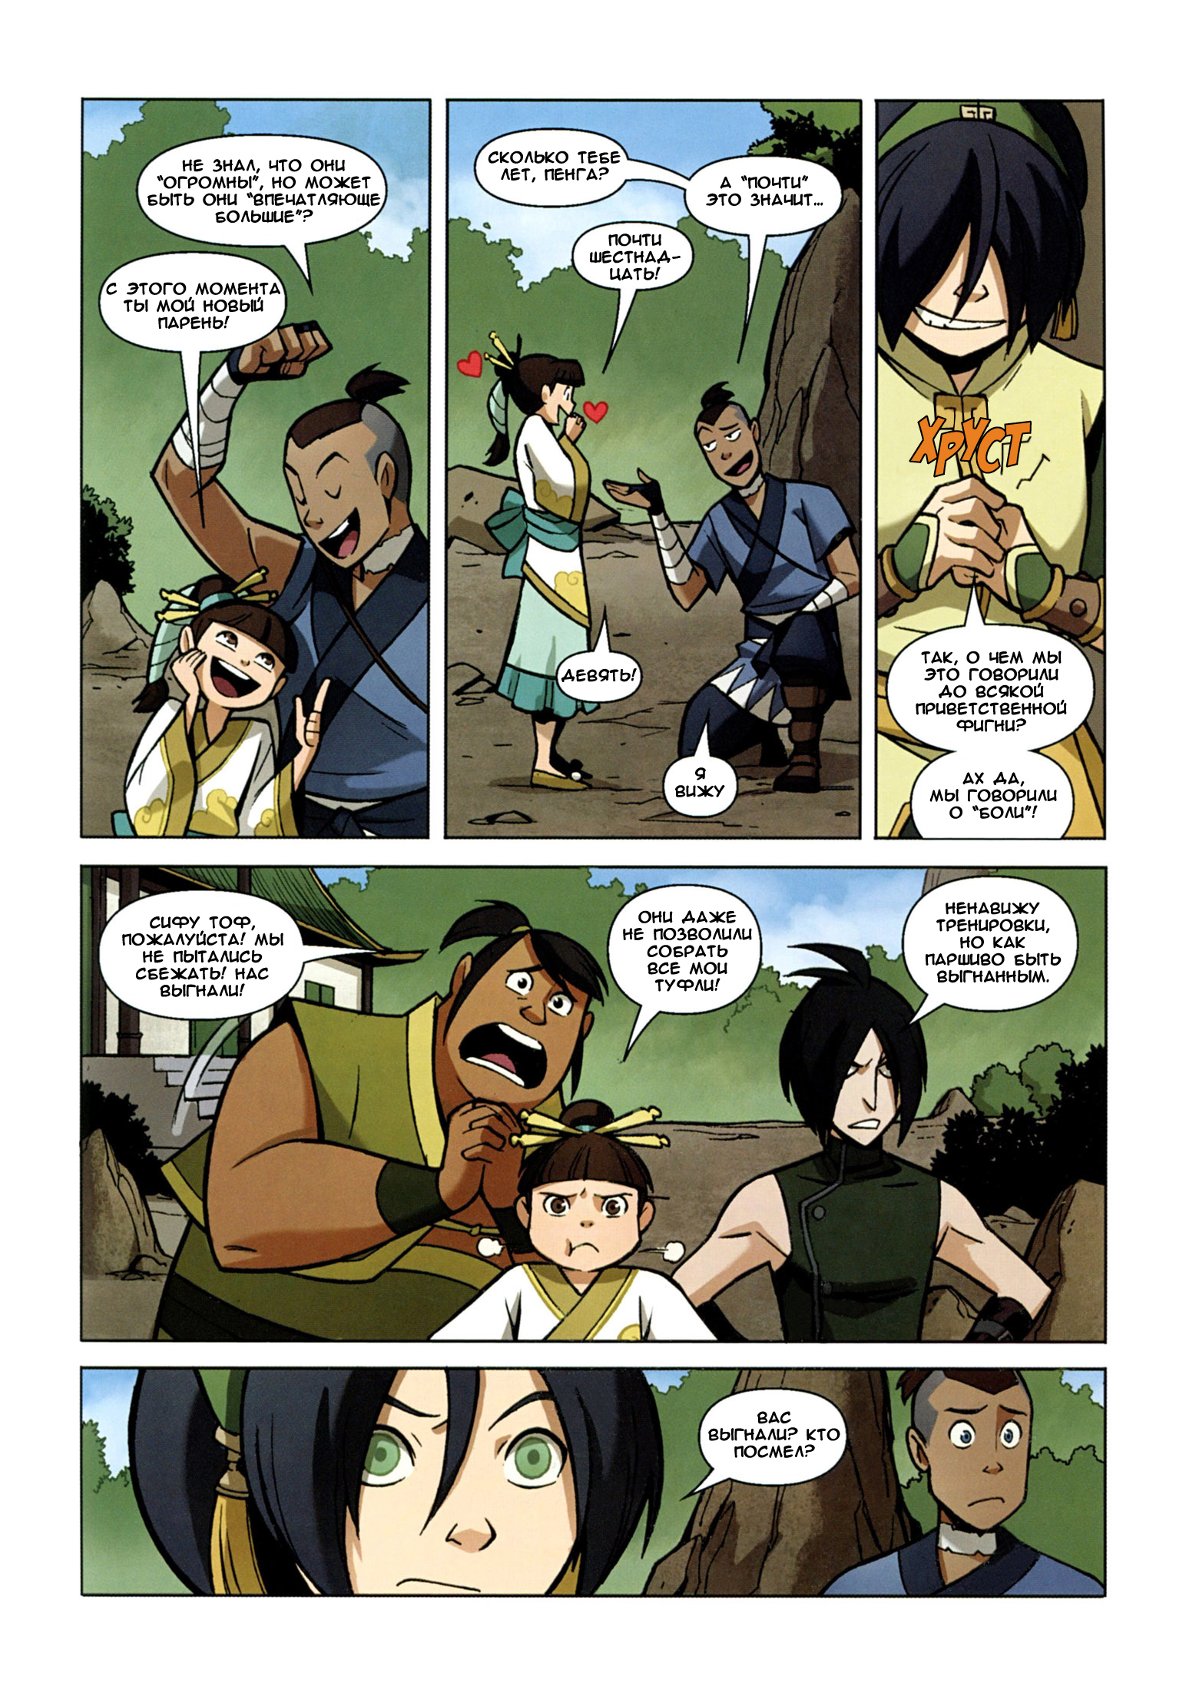 НЕ ЗНАЛ, ЧТО ОНИ
"ОГРОМНЫ", НО МОЖЕТ
БЫТЬ ОНИ "ВПЕЧАТЛЯЮЩЕ
БОЛЬШИЕ"?
С ЭТОГО МОМЕНТА
ТЫ МОЙ НОВЫЙ
ПАРЕНЬ!
СКОЛЬКО ТЕБЕ
ЛЕТ, ПЕНГА?
ПОЧТИ
ШЕСТНАД-
ЦАТЬ!
А "ПОЧТИ"
ЭТО ЗНАЧИТ...
ДЕВЯТЬ!
Я
ВИЖУ
ХРУСТ
ТАК, О ЧЕМ МЫ
ЭТО ГОВОРИЛИ
ДО ВСЯКОЙ
ПРИВЕТСТВЕННОЙ
ФИГНИ?
АХ ДА,
МЫ ГОВОРИЛИ
О "БОЛИ"!
СИФУ ТОФ,
ПОЖАЛУЙСТА! МЫ
НЕ ПЫТАЛИСЬ
СБЕЖАТЬ! НАС
ВЫГНАЛИ!
ОНИ ДАЖЕ
НЕ ПОЗВОЛИЛИ
СОБРАТЬ
ВСЕ МОИ
ТУФЛИ!
НЕНАВИЖУ
ТРЕНИРОВКИ,
НО КАК
ПАРШИВО БЫТЬ
ВЫГНАННЫМ.
ВАС
ВЫГНАЛИ? КТО
ПОСМЕЛ?